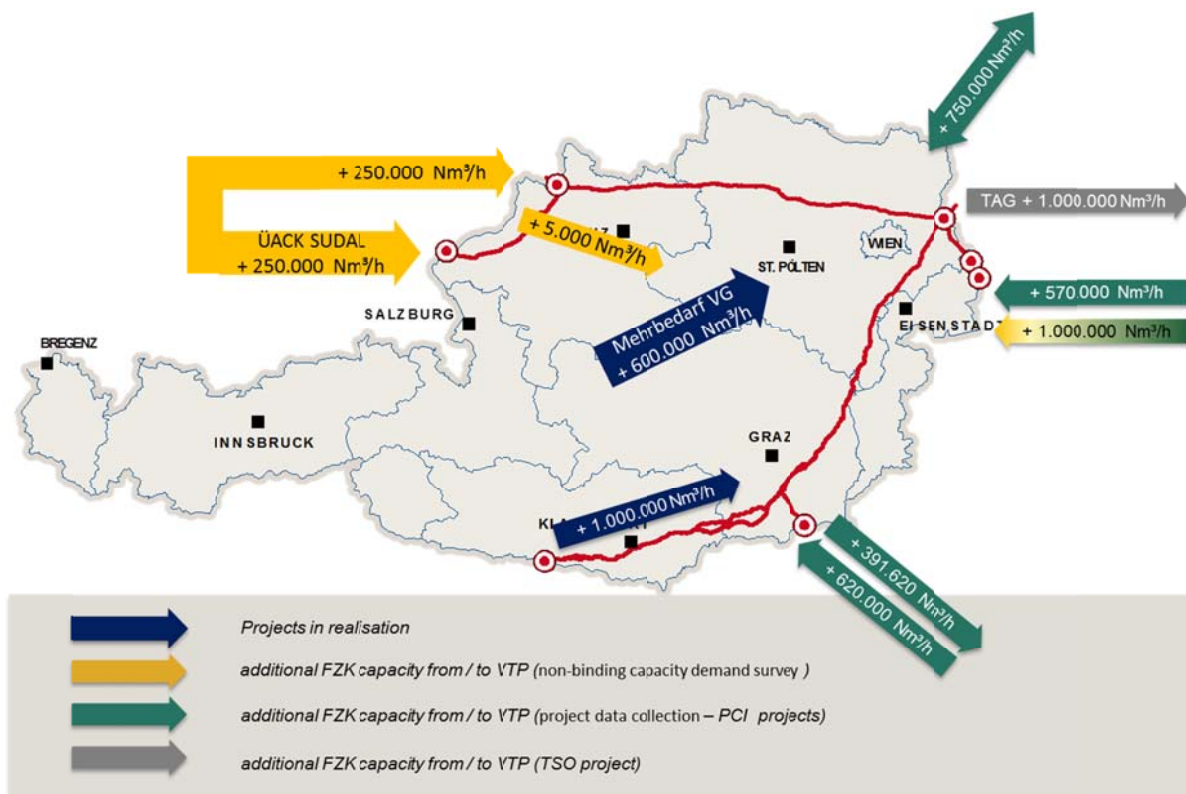 + 750.000 Nm³/h
+ 250.000 Nm³/h
TAG + 1.000.000 Nm³/h
ÜACK SUDAL
+ 250.000 Nm³/h
+ 5.000 Nm³/h
WIEN
ST. PÖLTEN
+ 570.000 Nm³/h
SALZBURG
Mehrbedarf VG
+ 600.000 Nm³/h
EISENSTADT
+ 1.000.000 Nm³/h
BREGENZ
INNSBRUCK
GRAZ
+ 1.000.000 Nm³/h
+ 391.620 Nm³/h
+ 620.000 Nm³/h
Projects in realisation
additional FZK capacity from / to VTP (non-binding capacity demand survey )
additional FZK capacity from / to VTP (project data collection – PCI projects)
additional FZK capacity from / to VTP (TSO project)